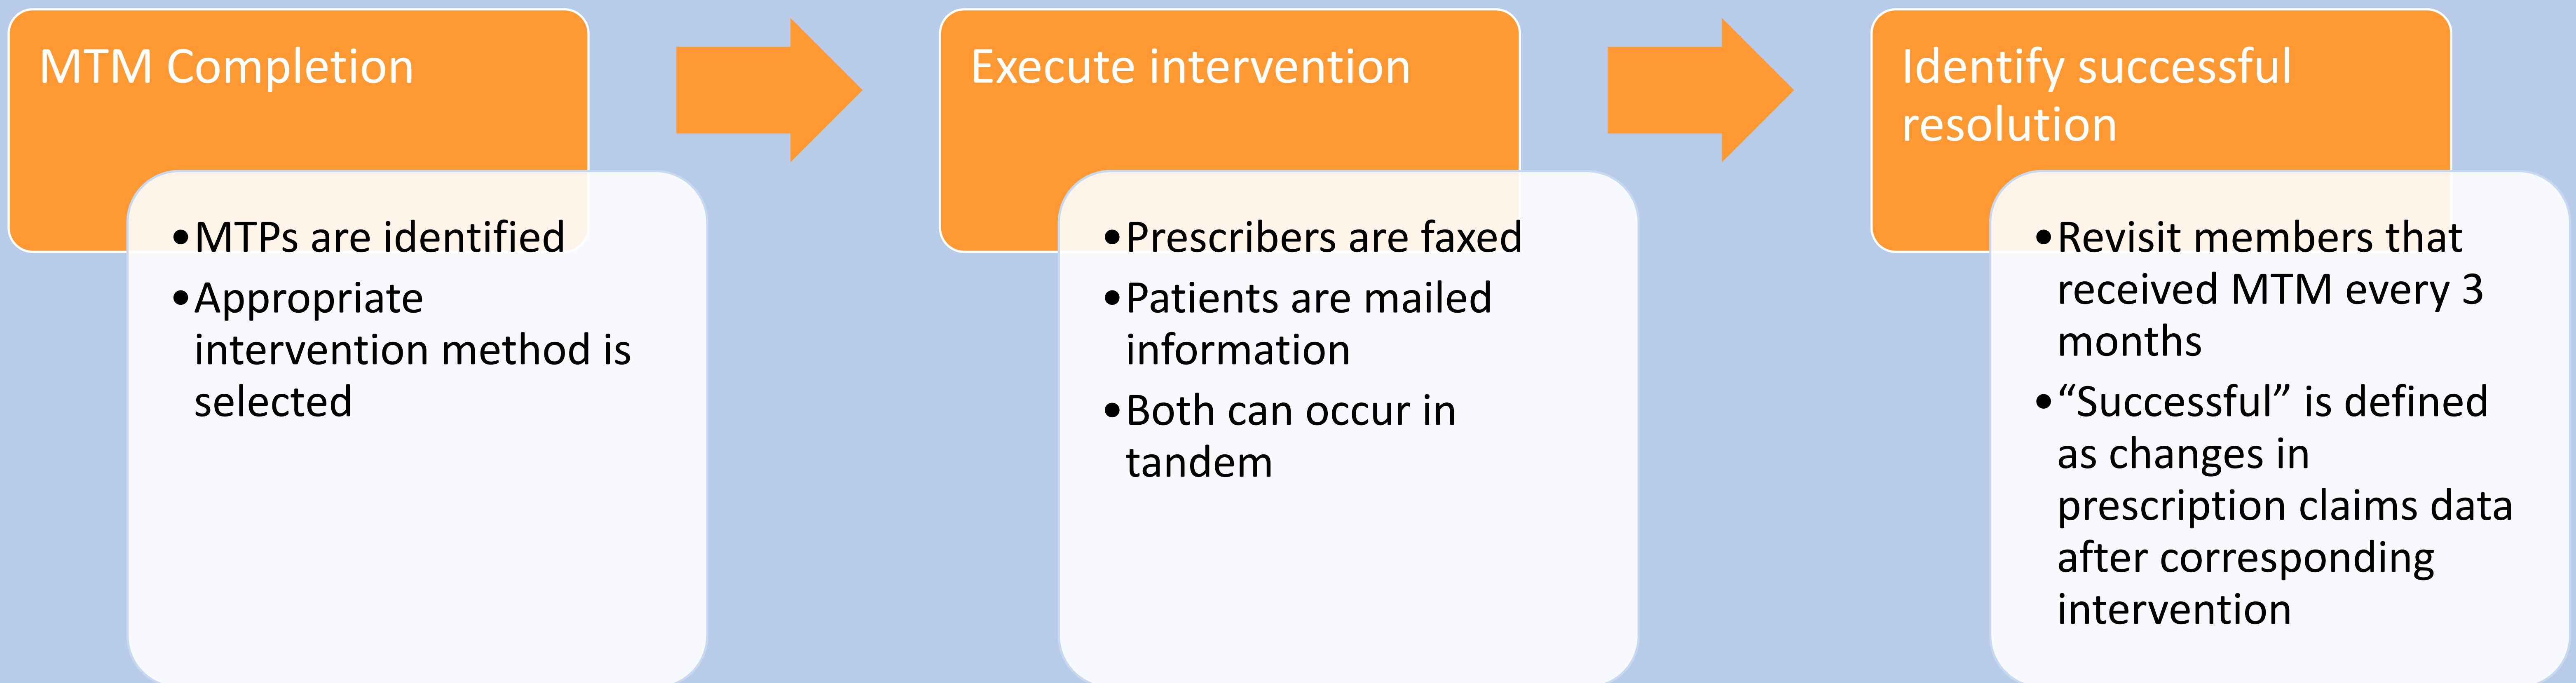 MTM Completion
•MTPs are identified
•Appropriate
intervention method is
selected
Execute intervention
•Prescribers are faxed
•Patients are mailed
information
•Both can occur in
tandem
Identify successful
resolution
•Revisit members that
received MTM every 3
months
•“Successful” is defined
as changes in
prescription claims data
after corresponding
intervention